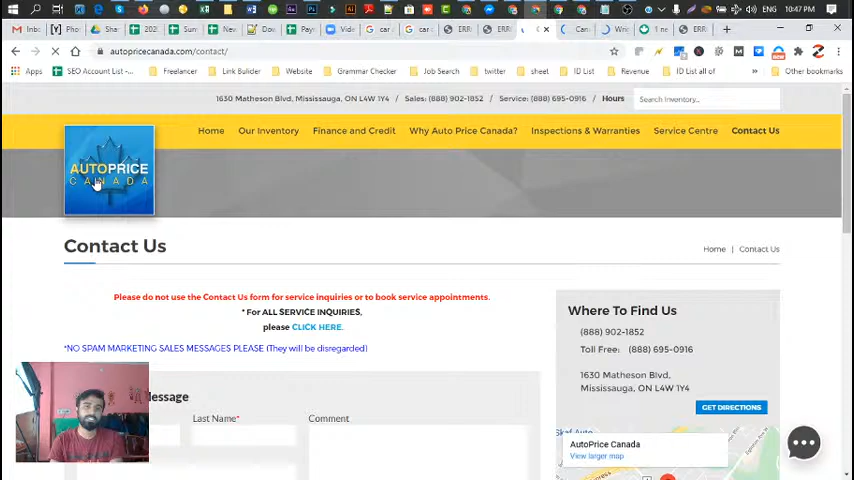 ENG 10:47 PM
autopricecanada.com/contact/
Apps SEO Account List -... Freelancer Link Builder Website Grammar Checker Job Search twitter sheet ID List Revenue ID List all of Other bookmarks
1630 Matheson Blvd, Mississauga, ON L4W 1Y4 / Sales: (888) 902-1852 / Service: (888) 695-0916 / Hours Search Inventory...
Home Our Inventory Finance and Credit Why Auto Price Canada? Inspections & Warranties Service Centre Contact Us
AUTOPRICE
CANADA
Contact Us
Home | Contact Us
Please do not use the Contact Us form for service inquiries or to book service appointments.
* For ALL SERVICE INQUIRIES,
please CLICK HERE.
*NO SPAM MARKETING SALES MESSAGES PLEASE (They will be disregarded)
Where To Find Us
(888) 902-1852
Toll Free: (888) 695-0916
1630 Matheson Blvd,
Mississauga, ON L4W 1Y4
GET DIRECTIONS
Message
Last Name* Comment
AutoPrice Canada
View larger map